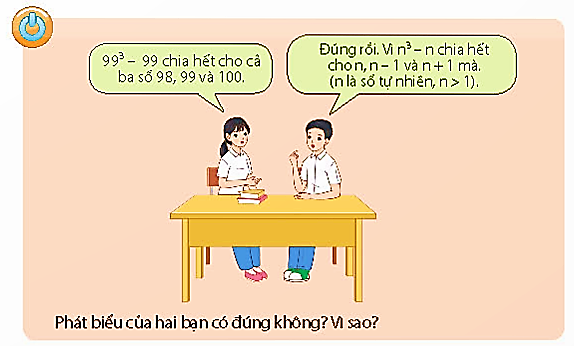 99³ – 99 chia hết cho cả
ba số 98, 99 và 100.
Đúng rồi. Vì n³ – n chia hết
cho n, n – 1 và n + 1 mà.
(n là số tự nhiên, n > 1).
Phát biểu của hai bạn có đúng không? Vì sao?